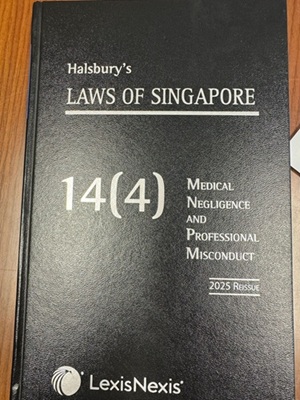 Halsbury's
LAWS OF SINGAPORE
14(4)
MEDICAL
NEGLIGENCE
AND
PROFESSIONAL
MISCONDUCT
2025 REISSUE
LexisNexis®